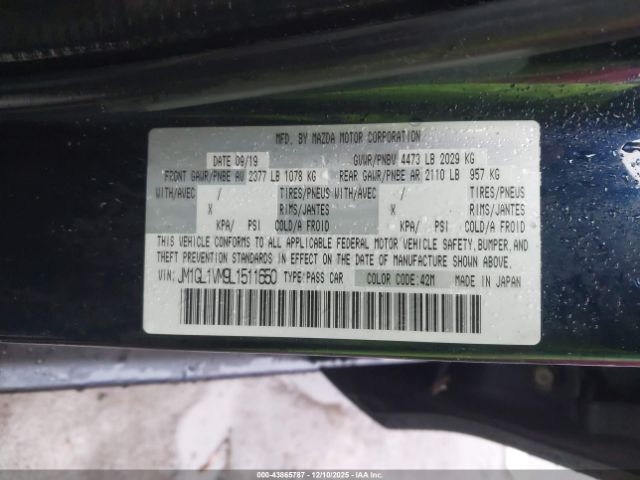 MFD. BY MAZDA MOTOR CORPORATION
DATE 09/19 GVWR/PNBV 4473 LB 2029 KG
FRONT GAWR/PNBE AV 2377 LB 1078 KG REAR GAWR/PNBE AR 2110 LB 957 KG
WITH/AVEC / TIRES/PNEUS WITH/AVEC / TIRES/PNEUS
X RIMS/JANTES X RIMS/JANTES
KPA/ PSI COLD/A FROID KPA/ PSI COLD/A FROID
THIS VEHICLE CONFORMS TO ALL APPLICABLE FEDERAL MOTOR VEHICLE SAFETY, BUMPER, AND
THEFT PREVENTION STANDARDS IN EFFECT ON THE DATE OF MANUFACTURE SHOWN ABOVE.
VIN: JM1GL1VM9L1511650 TYPE: PASS CAR COLOR CODE: 42M MADE IN JAPAN
000-43865787 12/10/2025 IAAI.COM